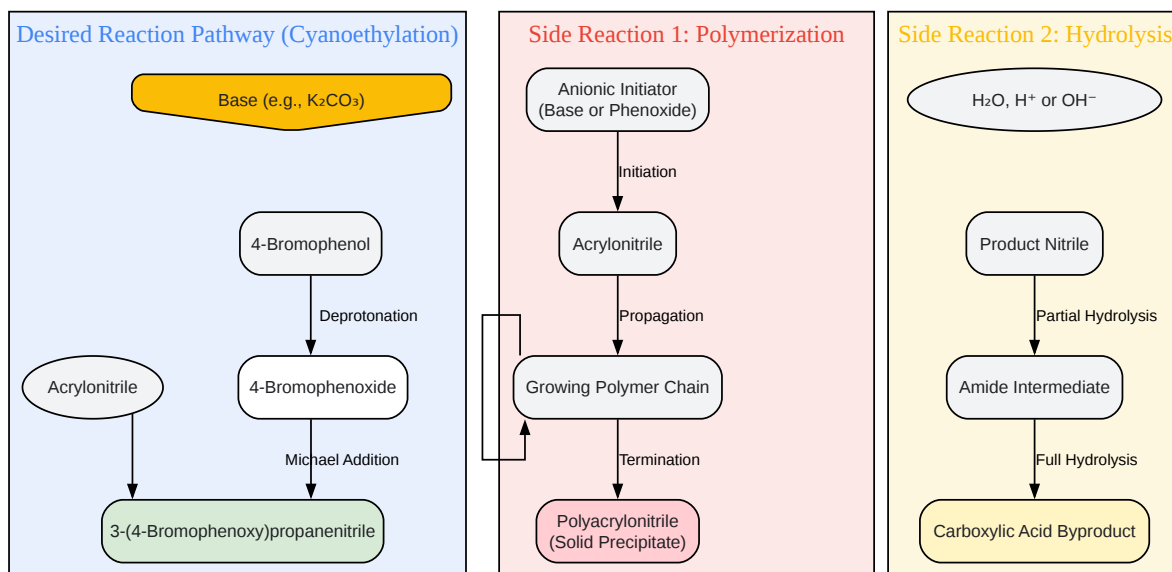 Desired Reaction Pathway (Cyanoethylation)
Base (e.g., K₂CO₃)
4-Bromophenol
Deprotonation
Acrylonitrile
4-Bromophenoxide
Michael Addition
3-(4-Bromophenoxy)propanenitrile
Side Reaction 1: Polymerization
Anionic Initiator
(Base or Phenoxide)
Initiation
Acrylonitrile
Propagation
Growing Polymer Chain
Termination
Polyacrylonitrile
(Solid Precipitate)
Side Reaction 2: Hydrolysis
H₂O, H⁺ or OH⁻
Product Nitrile
Partial Hydrolysis
Amide Intermediate
Full Hydrolysis
Carboxylic Acid Byproduct